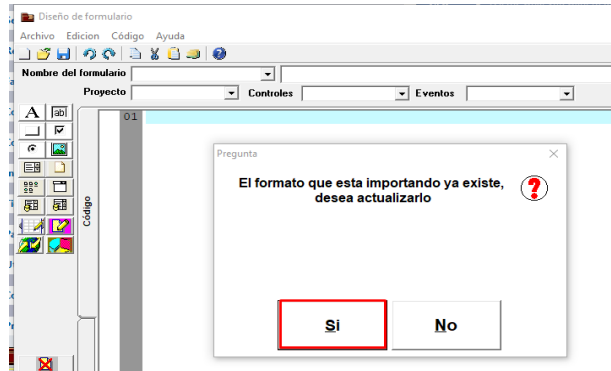 Diseño de formulario
Archivo Edicion Código Ayuda
Nombre del formulario
Proyecto Controles Eventos
A ab
01
Código
Pregunta
El formato que esta importando ya existe,
desea actualizarlo
Si No